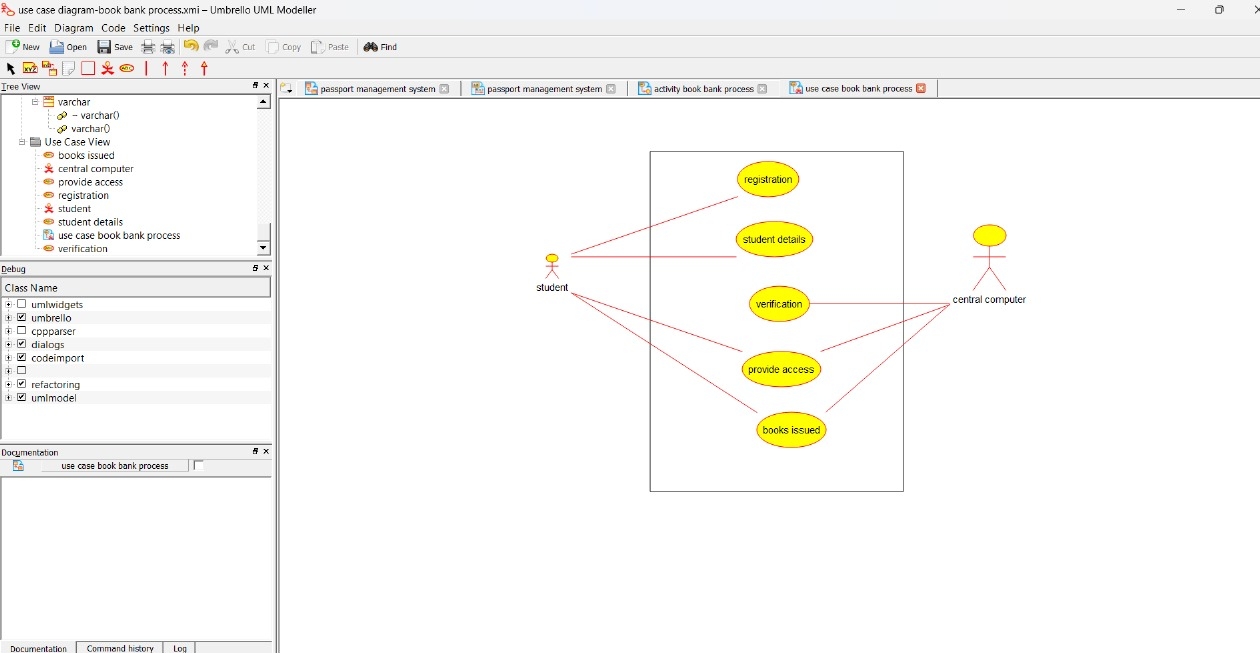 use case diagram-book bank process.xmi – Umbrello UML Modeller
File Edit Diagram Code Settings Help
New Open Save Cut Copy Paste Find
Tree View
passport management system
passport management system
activity book bank process
use case book bank process
varchar
~ varchar()
varchar()
Use Case View
books issued
central computer
provide access
registration
student
student details
use case book bank process
verification
Debug
Class Name
umlwidgets
umbrello
cppparser
dialogs
codeimport
refactoring
umlmodel
Documentation
use case book bank process
Documentation Command history Log
registration
student details
student
verification
central computer
provide access
books issued